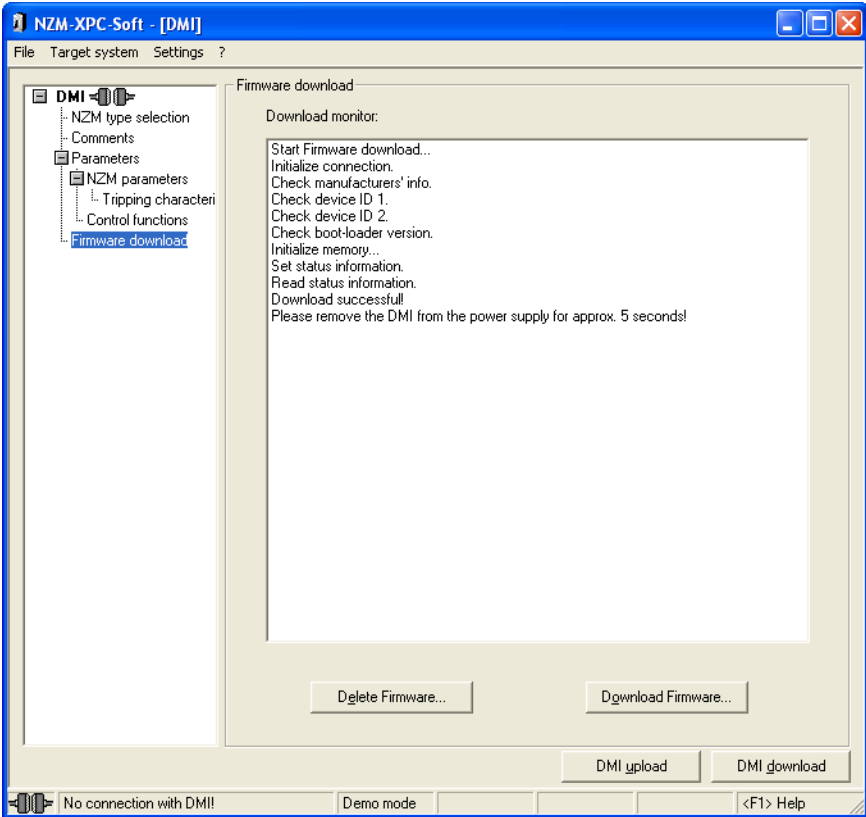 NZM-XPC-Soft - [DMI]
File Target system Settings ?
DMI
NZM type selection
Comments
Parameters
NZM parameters
Tripping characteri
Control functions
Firmware download
Firmware download
Download monitor:
Start Firmware download...
Initialize connection.
Check manufacturers' info.
Check device ID 1.
Check device ID 2.
Check boot-loader version.
Initialize memory...
Set status information.
Read status information.
Download successful!
Please remove the DMI from the power supply for approx. 5 seconds!
Delete Firmware... Download Firmware...
DMI upload DMI download
No connection with DMI! Demo mode <F1> Help